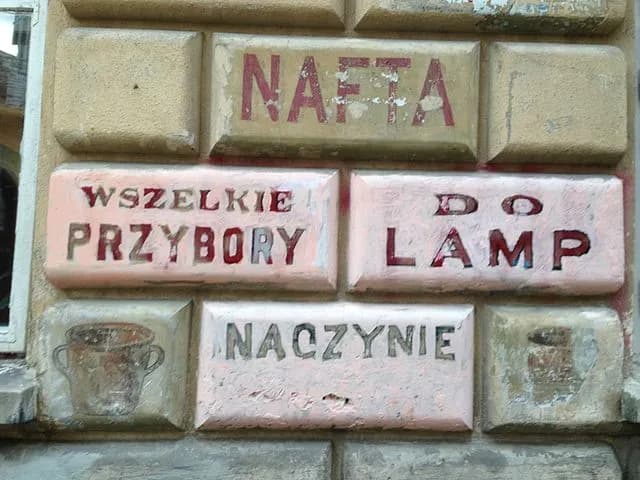 NAFTA
WSZELKIE DO
PRZYBORY LAMP
NACZYNIE